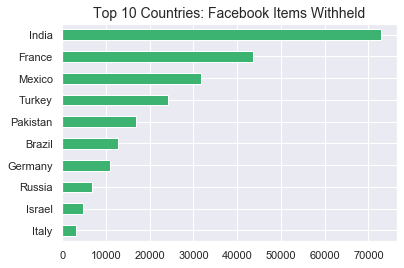 Top 10 Countries: Facebook Items Withheld
India
France
Mexico
Turkey
Pakistan
Brazil
Germany
Russia
Israel
Italy
0 10000 20000 30000 40000 50000 60000 70000